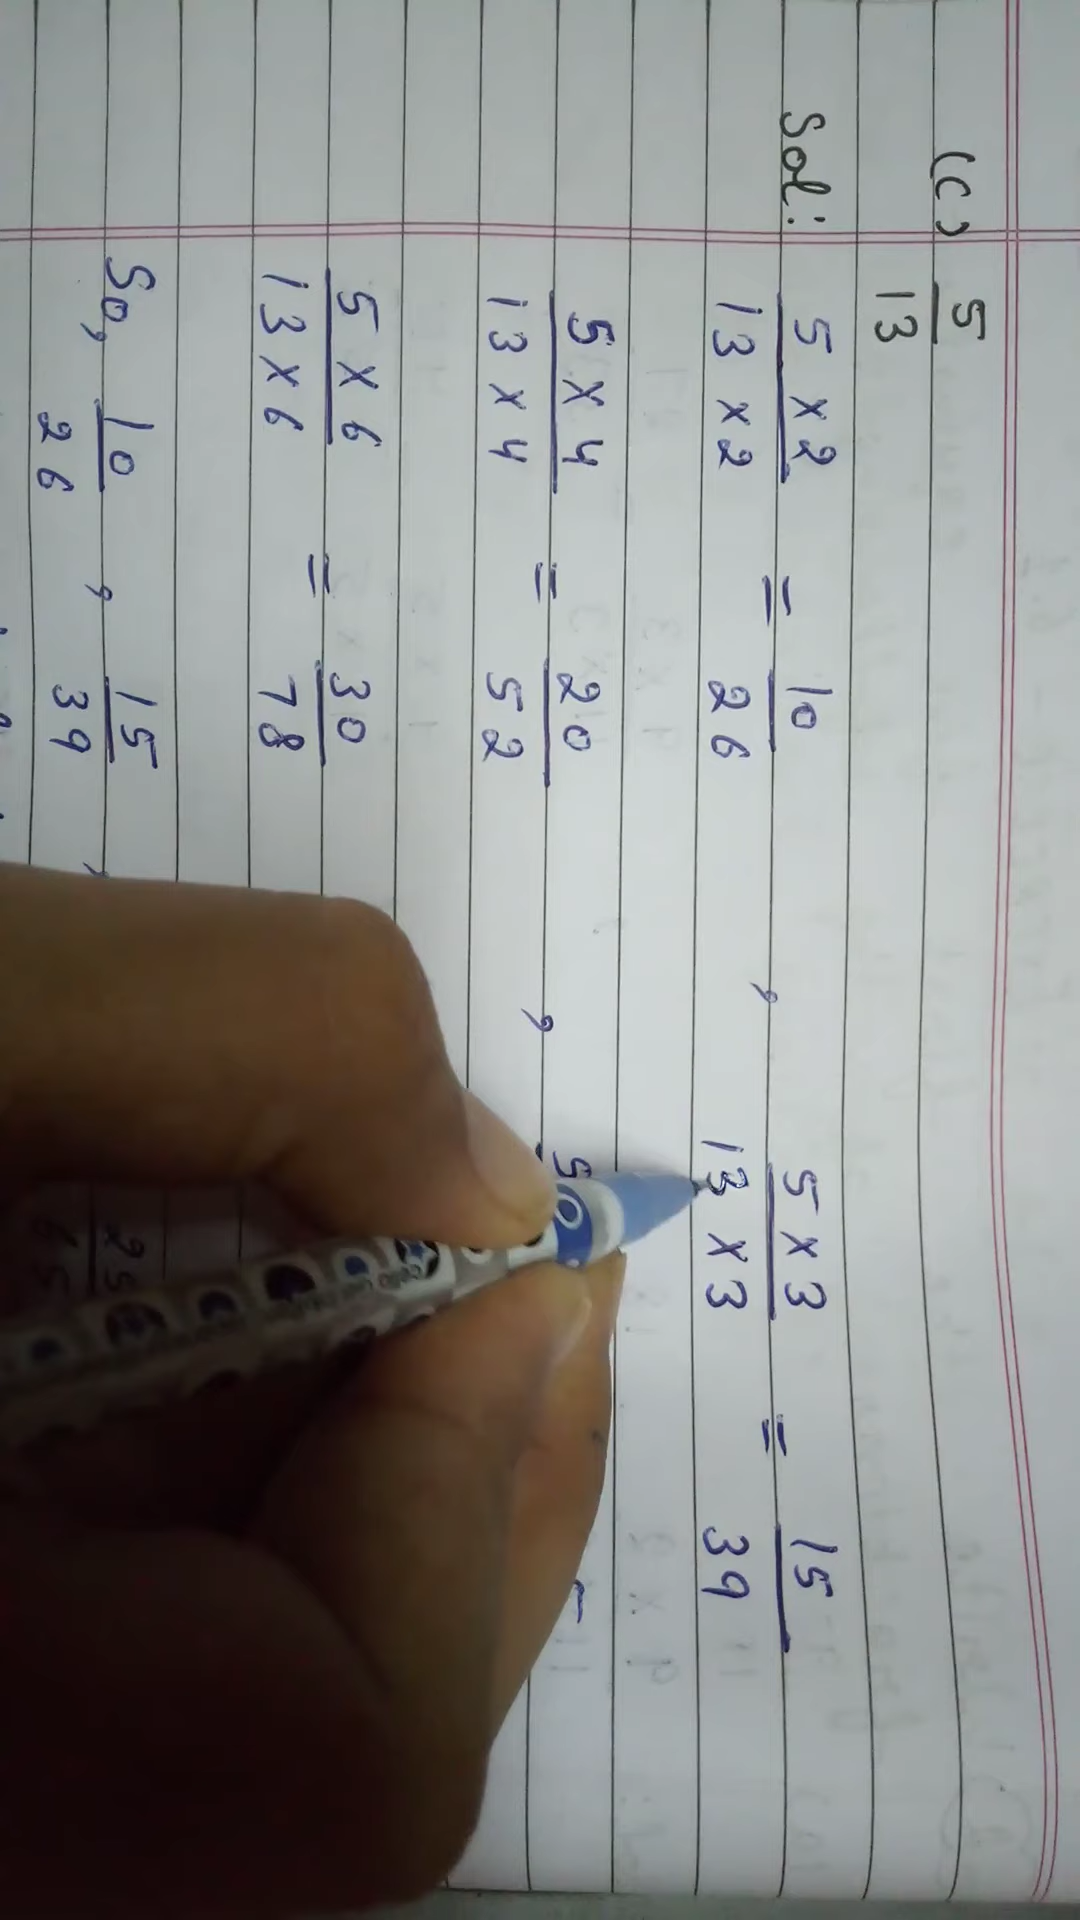 (c) 5/13
Sol: 5 x 2 / 13 x 2 = 10/26 , 5 x 3 / 13 x 3 = 15/39
5 x 4 / 13 x 4 = 20/52 , 5
5 x 6 / 13 x 6 = 30/78
So, 10/26 , 15/39 ,